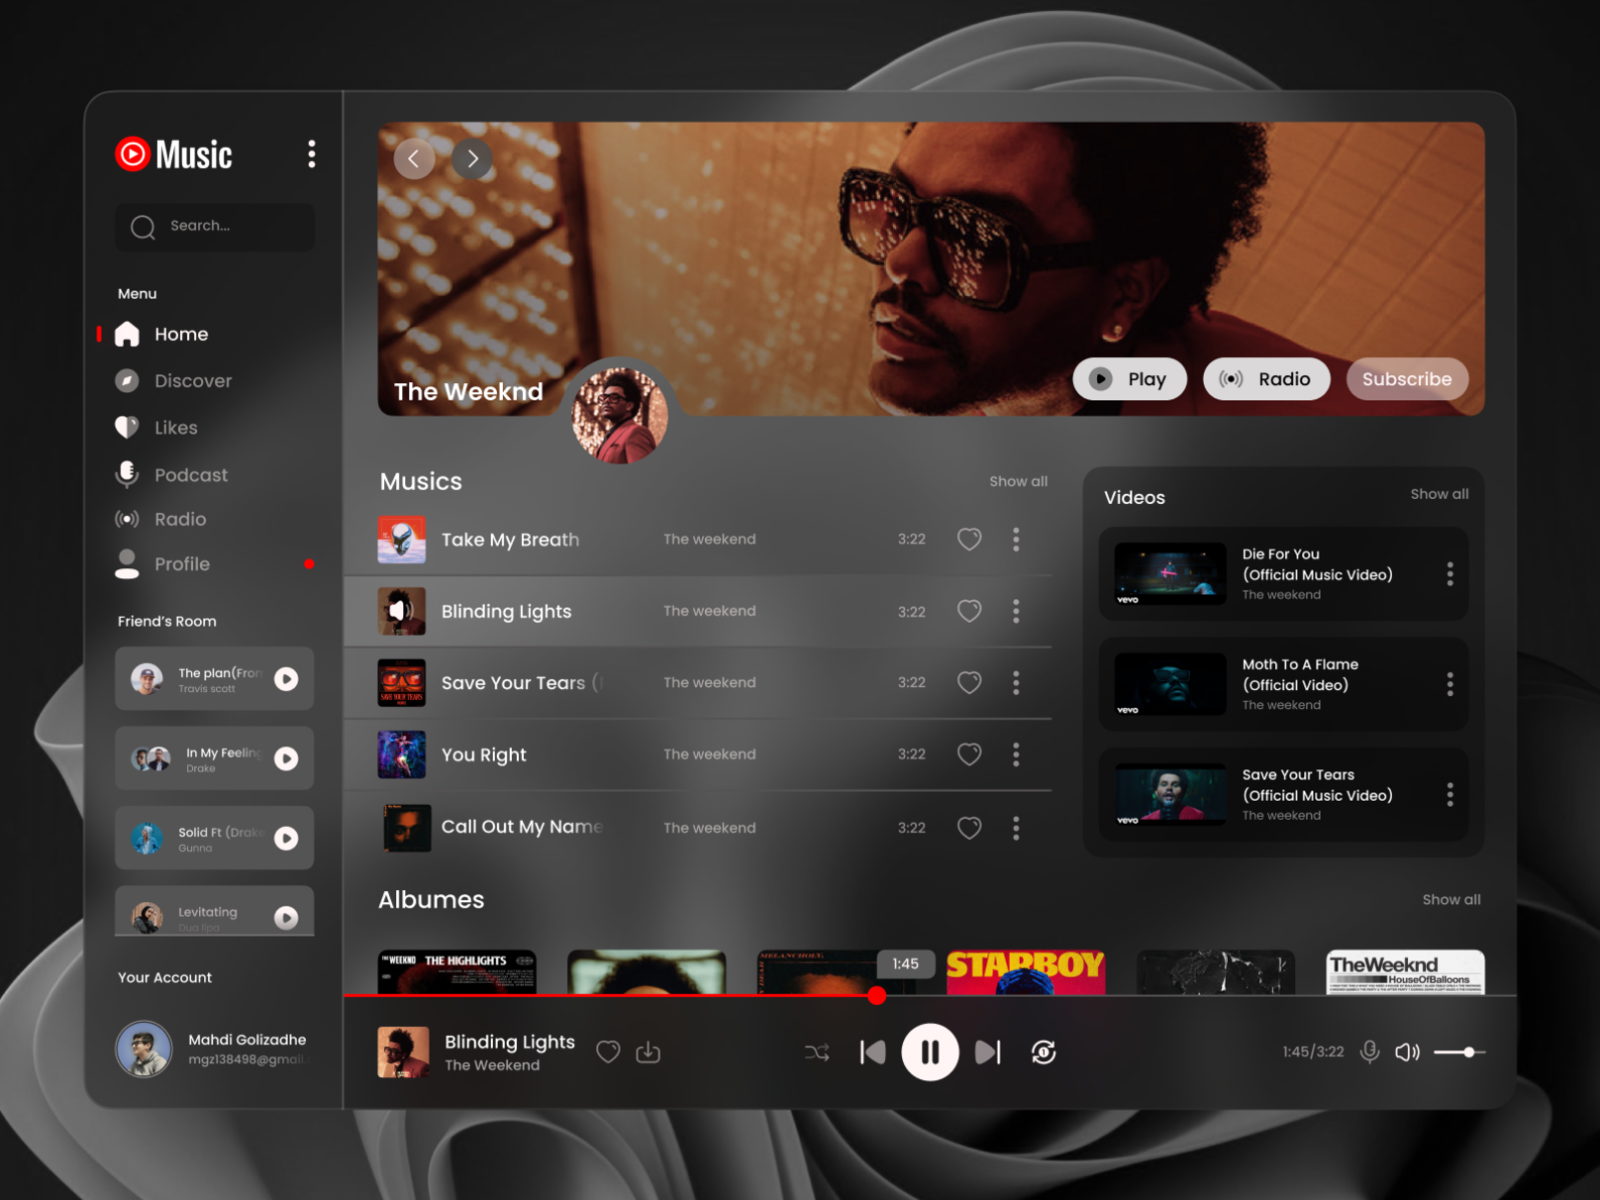 Music
Search...
Menu
Home
Discover
Likes
Podcast
Radio
Profile
Friend's Room
The plan(Fron
Travis scott
In My Feeling
Drake
Solid Ft (Drake
Gunna
Levitating
Dua lipa
Your Account
Mahdi Golizadhe
mgz138498@gmail.
The Weeknd
Play
Radio
Subscribe
Musics
Show all
Take My Breath
The weekend
3:22
Blinding Lights
The weekend
3:22
Save Your Tears (
The weekend
3:22
You Right
The weekend
3:22
Call Out My Name
The weekend
3:22
Videos
Show all
vevo
Die For You
(Official Music Video)
The weekend
vevo
Moth To A Flame
(Official Video)
The weekend
vevo
Save Your Tears
(Official Music Video)
The weekend
Albumes
Show all
THE WEEKND THE HIGHLIGHTS
MELANCHOLY.
1:45
STARBOY
TheWeeknd
HouseOfBalloons
Blinding Lights
The Weeknd
1:45/3:22